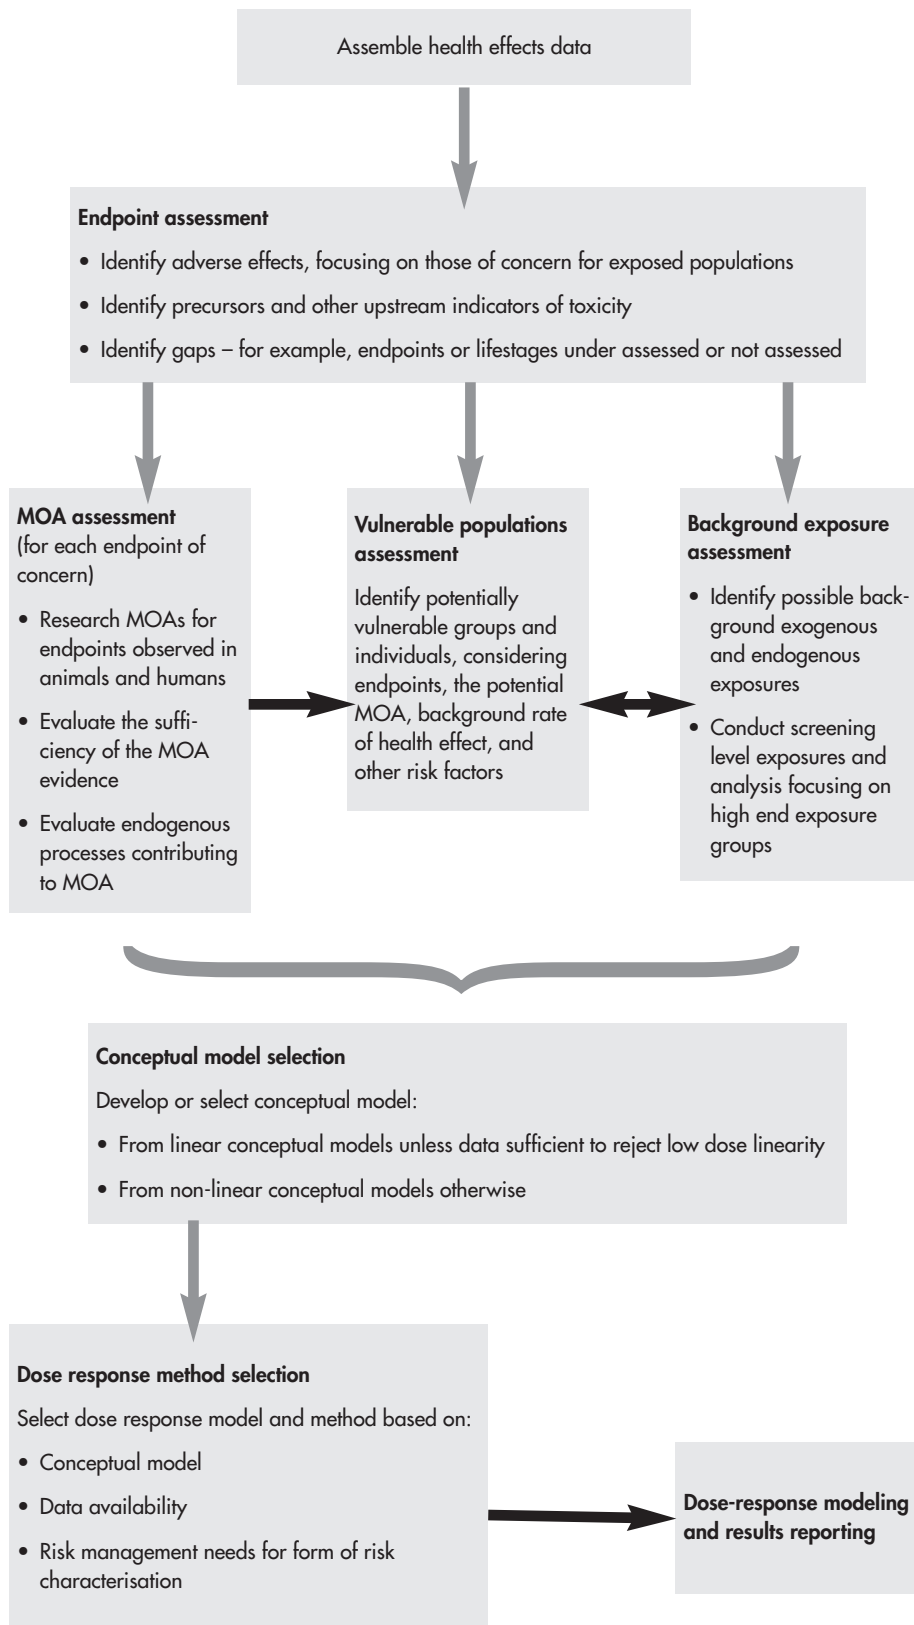 Assemble health effects data
Endpoint assessment
• Identify adverse effects, focusing on those of concern for exposed populations
• Identify precursors and other upstream indicators of toxicity
• Identify gaps – for example, endpoints or lifestages under assessed or not assessed
MOA assessment
(for each endpoint of
concern)
• Research MOAs for
endpoints observed in
animals and humans
• Evaluate the suffi-
ciency of the MOA
evidence
• Evaluate endogenous
processes contributing
to MOA
Vulnerable populations
assessment
Identify potentially
vulnerable groups and
individuals, considering
endpoints, the potential
MOA, background rate
of health effect, and
other risk factors
Background exposure
assessment
• Identify possible back-
ground exogenous
and endogenous
exposures
• Conduct screening
level exposures and
analysis focusing on
high end exposure
groups
Conceptual model selection
Develop or select conceptual model:
• From linear conceptual models unless data sufficient to reject low dose linearity
• From non-linear conceptual models otherwise
Dose response method selection
Select dose response model and method based on:
• Conceptual model
• Data availability
• Risk management needs for form of risk
characterisation
Dose-response modeling
and results reporting